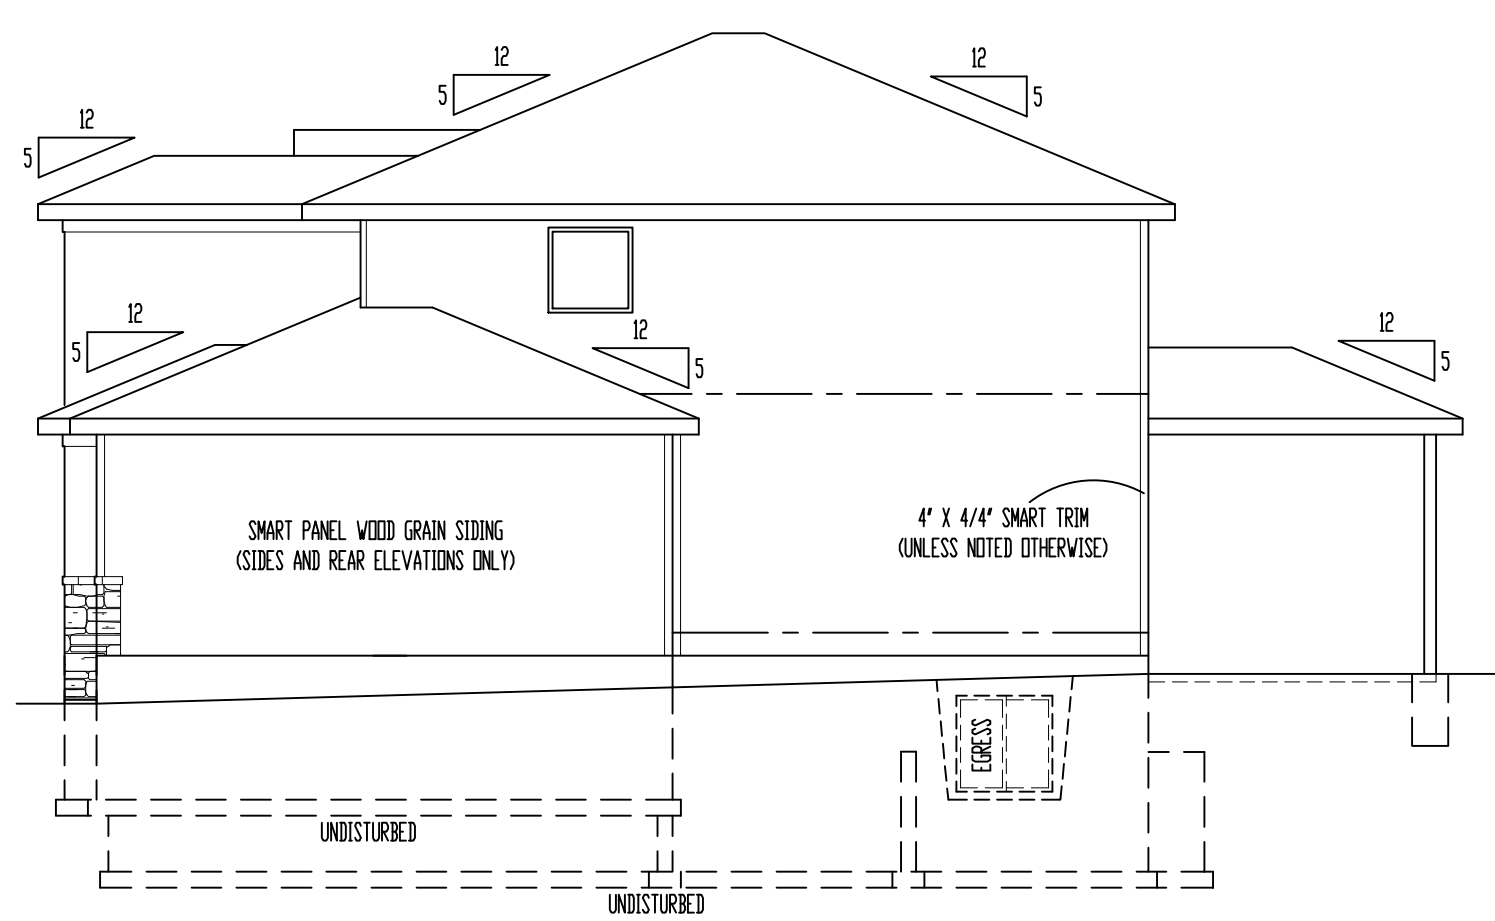 12
5
12
5
12
5
12
5
12
5
12
5
SMART PANEL WOOD GRAIN SIDING
(SIDES AND REAR ELEVATIONS ONLY)
4" X 4/4" SMART TRIM
(UNLESS NOTED OTHERWISE)
EGRESS
UNDISTURBED
UNDISTURBED